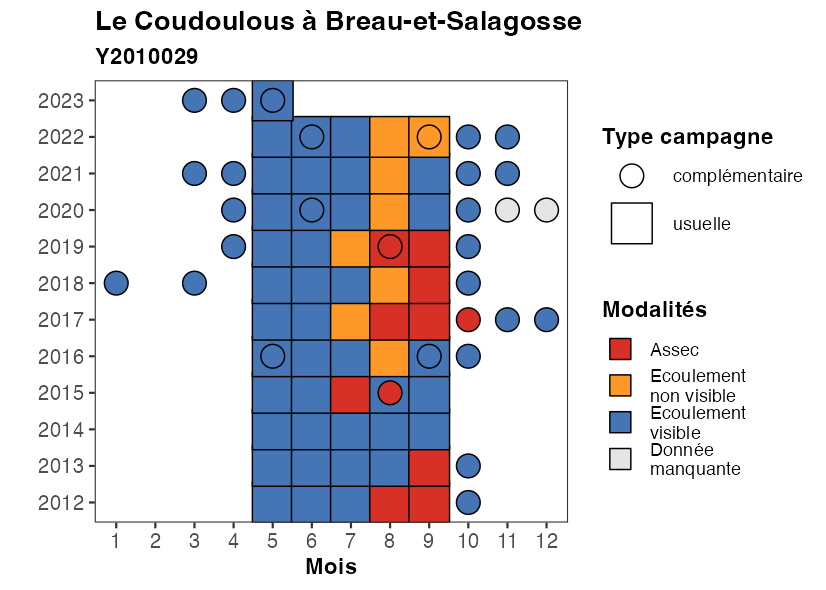 Le Coudoulous à Breau-et-Salagosse
Y2010029
2023
2022
2021
2020
2019
2018
2017
2016
2015
2014
2013
2012
1 2 3 4 5 6 7 8 9 10 11 12
Mois
Type campagne
complémentaire
usuelle
Modalités
Assec
Ecoulement
non visible
Ecoulement
visible
Donnée
manquante